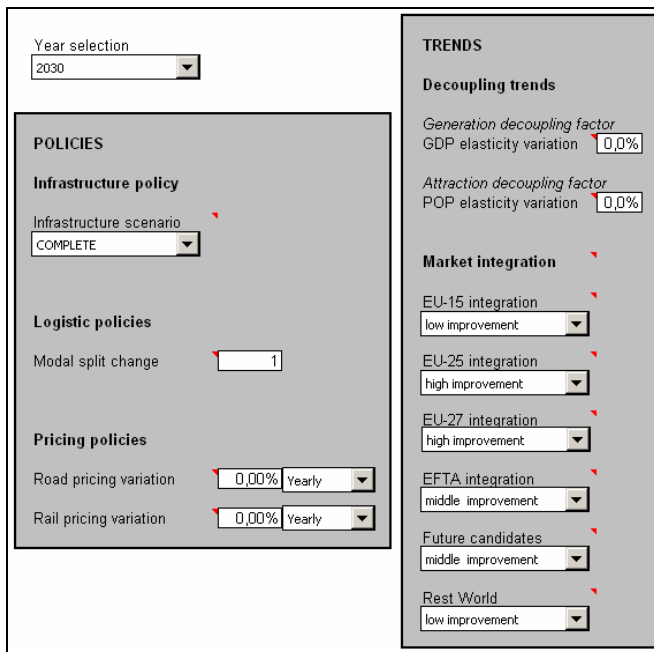 Year selection
2030
POLICIES
Infrastructure policy
Infrastructure scenario
COMPLETE
Logistic policies
Modal split change 1
Pricing policies
Road pricing variation 0,00% Yearly
Rail pricing variation 0,00% Yearly
TRENDS
Decoupling trends
Generation decoupling factor
GDP elasticity variation 0,0%
Attraction decoupling factor
POP elasticity variation 0,0%
Market integration
EU-15 integration
low improvement
EU-25 integration
high improvement
EU-27 integration
high improvement
EFTA integration
middle improvement
Future candidates
middle improvement
Rest World
low improvement